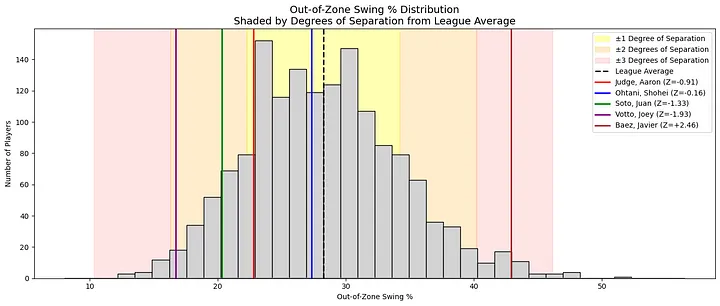 Out-of-Zone Swing % Distribution
Shaded by Degrees of Separation from League Average
Number of Players
140
120
100
80
60
40
20
0
10
20
30
40
50
Out-of-Zone Swing %
±1 Degree of Separation
±2 Degrees of Separation
±3 Degrees of Separation
League Average
Judge, Aaron (Z=-0.91)
Ohtani, Shohei (Z=-0.16)
Soto, Juan (Z=-1.33)
Votto, Joey (Z=-1.93)
Baez, Javier (Z=+2.46)